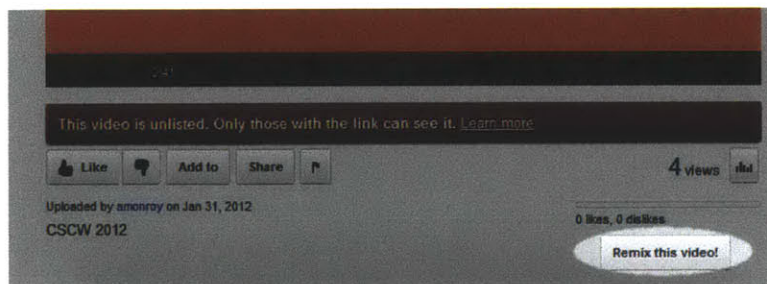 This video is unlisted. Only those with the link can see it. Learn more
Like Add to Share 4 views
Uploaded by amonroy on Jan 31, 2012
0 likes, 0 dislikes
CSCW 2012
Remix this video!